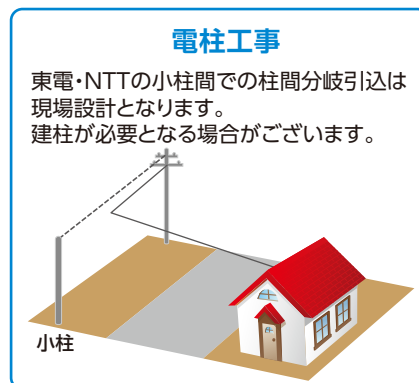 電柱工事
東電・NTTの小柱間での柱間分岐引込は
現場設計となります。
建柱が必要となる場合がございます。
小柱